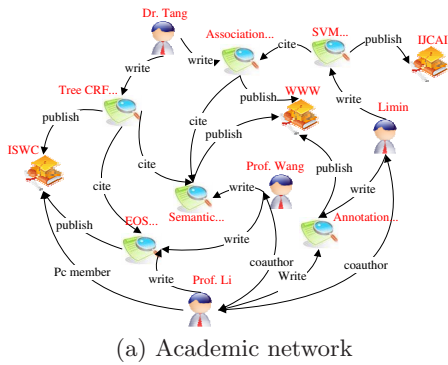 Dr. Tang
Association...
SVM...
IJCAI
cite
publish
write
write
Tree CRF...
publish
WWW
write
Limin
publish
cite
publish
ISWC
cite
cite
Prof. Wang
publish
write
write
EOS...
Semantic...
Annotation...
publish
write
Pc member
write
coauthor
Write
coauthor
Prof. Li
(a) Academic network